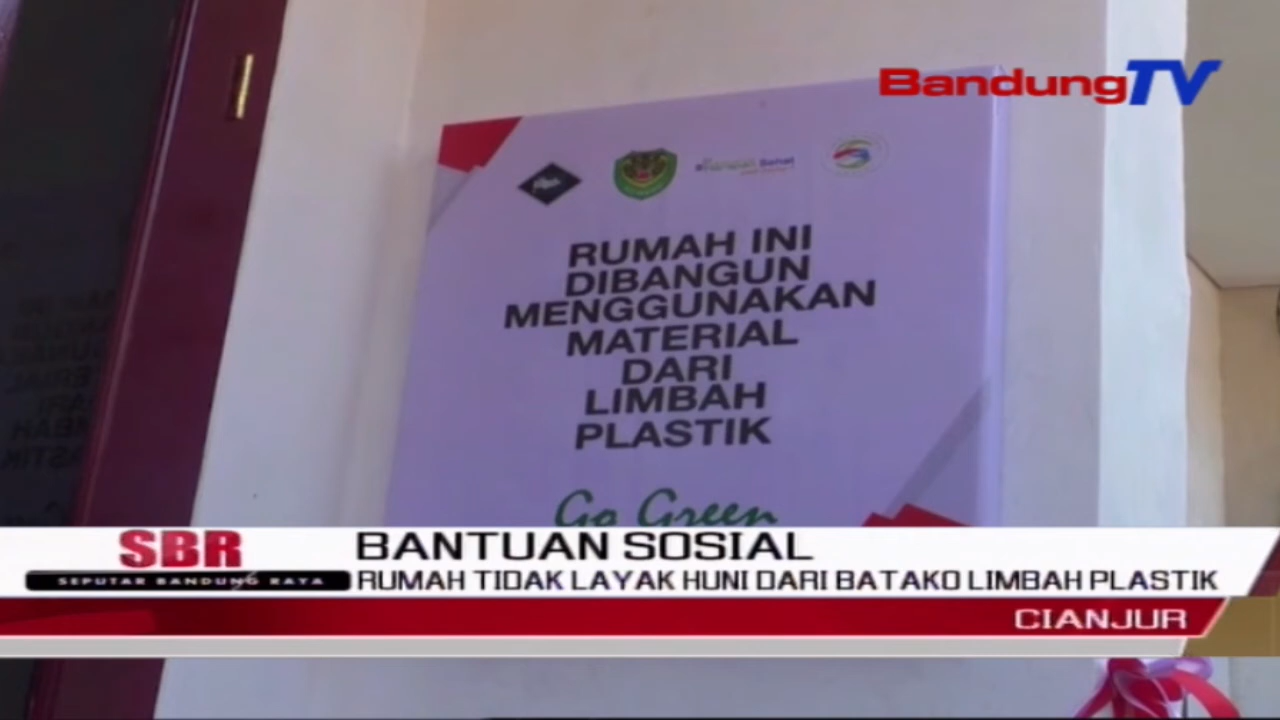 BandungTV
RUMAH INI
DIBANGUN
MENGGUNAKAN
MATERIAL
DARI
LIMBAH
PLASTIK
Go Green
SBR
SEPUTAR BANDUNG RAYA
BANTUAN SOSIAL
RUMAH TIDAK LAYAK HUNI DARI BATAKO LIMBAH PLASTIK
CIANJUR